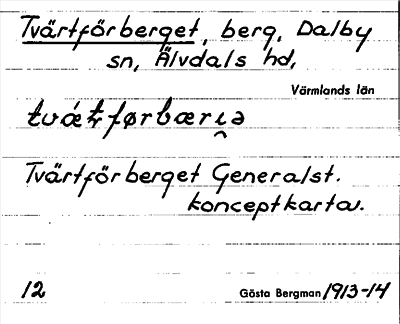 Tvärtförberget, berg, Dalby
sn, Älvdals hd,
Värmlands län
Tvärtförberget Generalst.
konceptkarta.
12 Gösta Bergman 1913-14